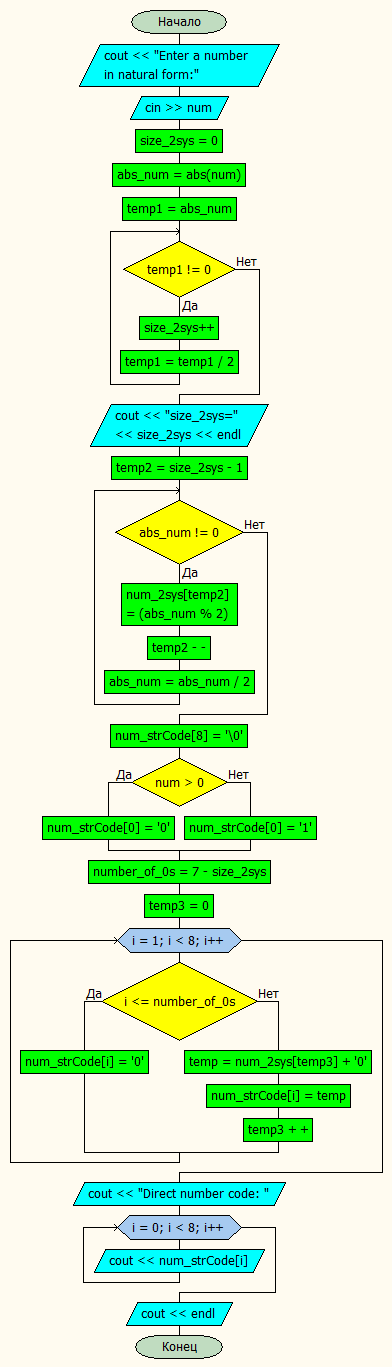 Начало
cout << "Enter a number
in natural form:"
cin >> num
size_2sys = 0
abs_num = abs(num)
temp1 = abs_num
temp1 != 0
Нет
Да
size_2sys++
temp1 = temp1 / 2
cout << "size_2sys="
<< size_2sys << endl
temp2 = size_2sys - 1
abs_num != 0
Нет
Да
num_2sys[temp2]
= (abs_num % 2)
temp2 - -
abs_num = abs_num / 2
num_strCode[8] = '\0'
Да
num > 0
Нет
num_strCode[0] = '0'
num_strCode[0] = '1'
number_of_0s = 7 - size_2sys
temp3 = 0
i = 1; i < 8; i++
Да
i <= number_of_0s
Нет
num_strCode[i] = '0'
temp = num_2sys[temp3] + '0'
num_strCode[i] = temp
temp3 + +
cout << "Direct number code: "
i = 0; i < 8; i++
cout << num_strCode[i]
cout << endl
Конец